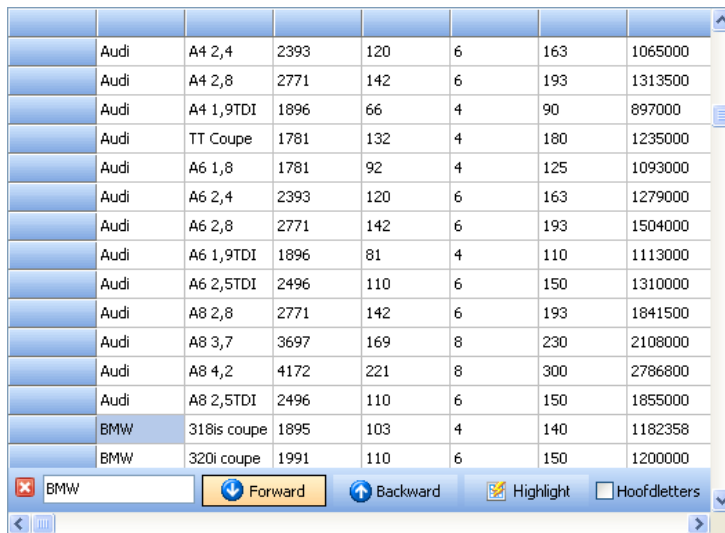 Audi A4 2,4 2393 120 6 163 1065000
Audi A4 2,8 2771 142 6 193 1313500
Audi A4 1,9TDI 1896 66 4 90 897000
Audi TT Coupe 1781 132 4 180 1235000
Audi A6 1,8 1781 92 4 125 1093000
Audi A6 2,4 2393 120 6 163 1279000
Audi A6 2,8 2771 142 6 193 1504000
Audi A6 1,9TDI 1896 81 4 110 1113000
Audi A6 2,5TDI 2496 110 6 150 1310000
Audi A8 2,8 2771 142 6 193 1841500
Audi A8 3,7 3697 169 8 230 2108000
Audi A8 4,2 4172 221 8 300 2786800
Audi A8 2,5TDI 2496 110 6 150 1855000
BMW 318is coupe 1895 103 4 140 1182358
BMW 320i coupe 1991 110 6 150 1200000
BMW Forward Backward Highlight Hoofdletters